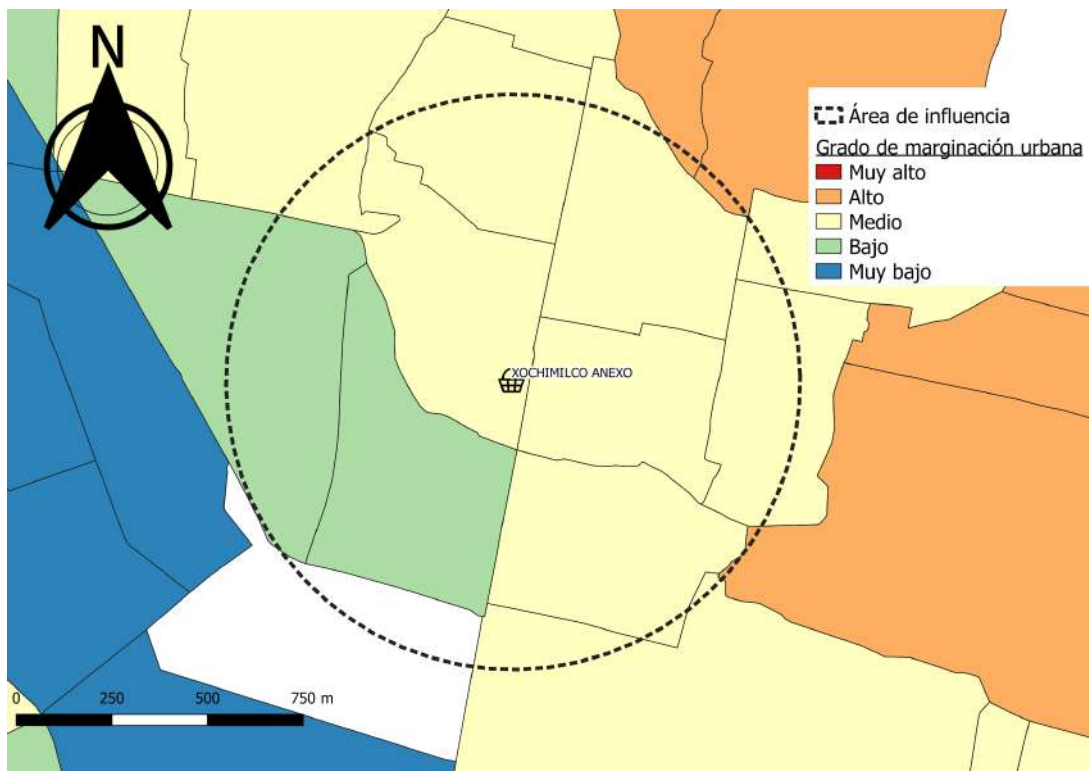 N
Área de influencia
Grado de marginación urbana
Muy alto
Alto
Medio
Bajo
Muy bajo
XOCHIMILCO ANEXO
0 250 500 750 m